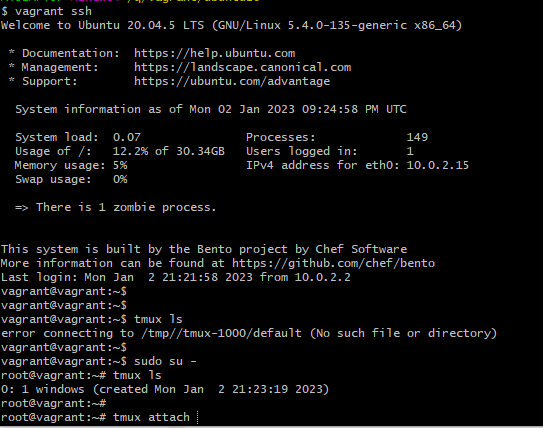 $ vagrant ssh
Welcome to Ubuntu 20.04.5 LTS (GNU/Linux 5.4.0-135-generic x86_64)
* Documentation: https://help.ubuntu.com
* Management: https://landscape.canonical.com
* Support: https://ubuntu.com/advantage
System information as of Mon 02 Jan 2023 09:24:58 PM UTC
System load: 0.07 Processes: 149
Usage of /: 12.2% of 30.34GB Users logged in: 1
Memory usage: 5% IPv4 address for eth0: 10.0.2.15
Swap usage: 0%
=> There is 1 zombie process.
This system is built by the Bento project by Chef Software
More information can be found at https://github.com/chef/bento
Last login: Mon Jan  2 21:21:58 2023 from 10.0.2.2
vagrant@vagrant:~$
vagrant@vagrant:~$
vagrant@vagrant:~$ tmux ls
error connecting to /tmp//tmux-1000/default (No such file or directory)
vagrant@vagrant:~$
vagrant@vagrant:~$ sudo su -
root@vagrant:~# tmux ls
0: 1 windows (created Mon Jan  2 21:23:19 2023)
root@vagrant:~#
root@vagrant:~# tmux attach